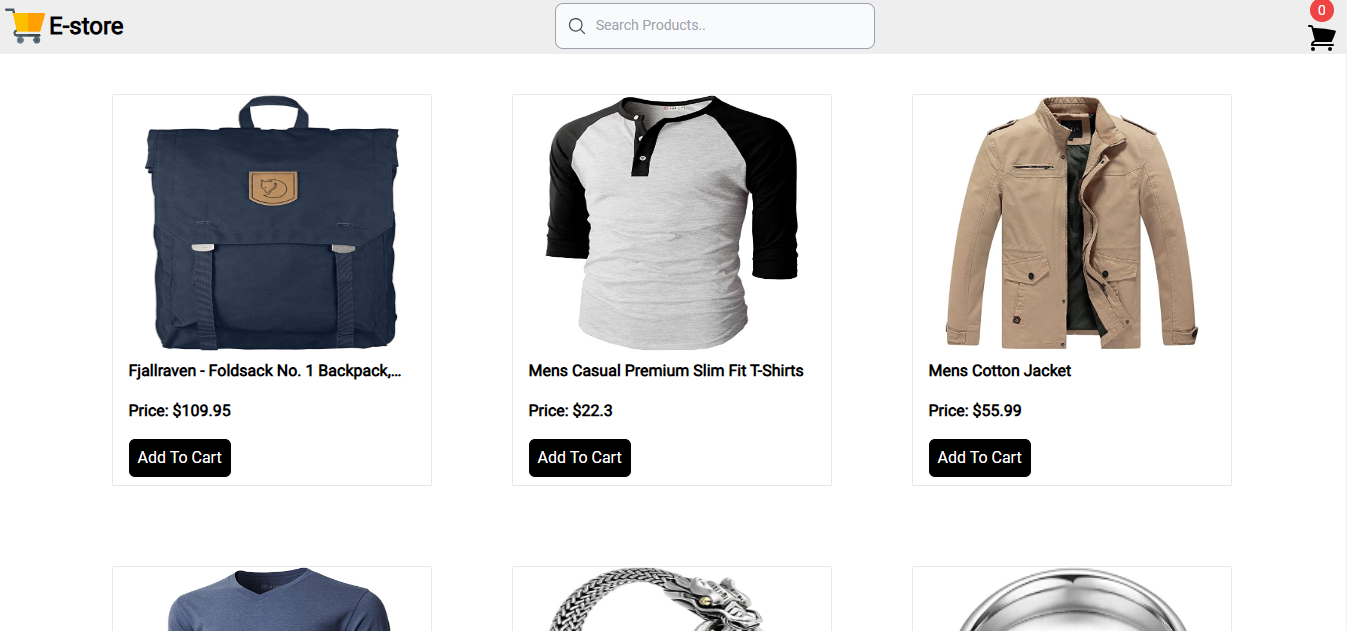 E-store
Search Products..
0
Fjallraven - Foldsack No. 1 Backpack,...
Mens Casual Premium Slim Fit T-Shirts
Mens Cotton Jacket
Price: $109.95
Price: $22.3
Price: $55.99
Add To Cart
Add To Cart
Add To Cart